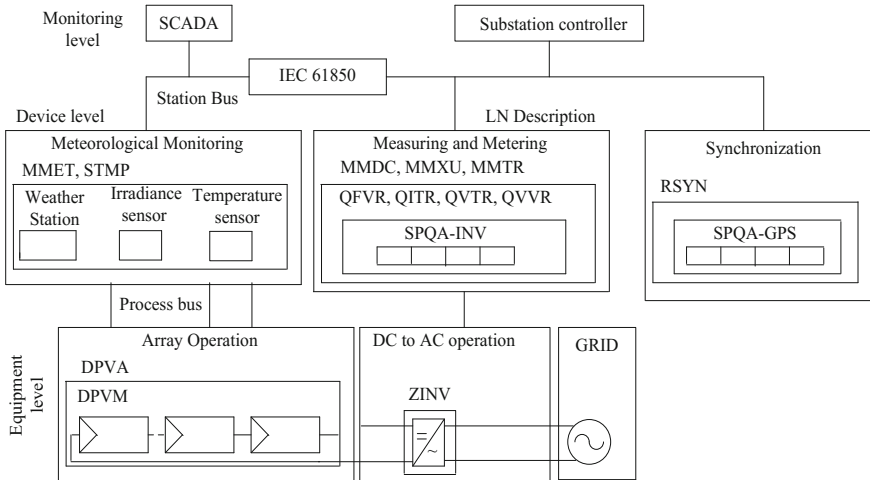 Monitoring
level
SCADA
Substation controller
IEC 61850
Station Bus
Device level
LN Description
Meteorological Monitoring
MMET, STMP
Weather
Station
Irradiance
sensor
Temperature
sensor
Measuring and Metering
MMDC, MMXU, MMTR
QFVR, QITR, QVTR, QVVR
SPQA-INV
Synchronization
RSYN
SPQA-GPS
Process bus
Equipment
level
Array Operation
DPVA
DPVM
DC to AC operation
ZINV
=
~
GRID